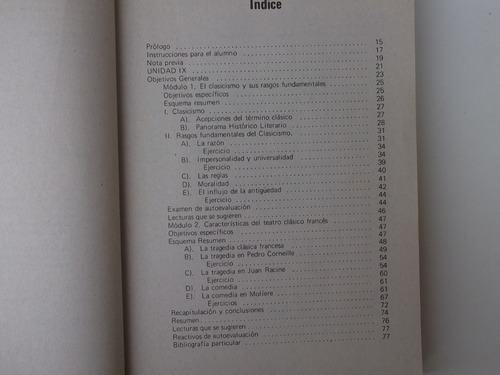 Indice
Prólogo 15
Instrucciones para el alumno 17
Nota previa 19
UNIDAD IX 21
Objetivos Generales 23
Módulo 1. El clasicismo y sus rasgos fundamentales 25
Objetivos específicos 25
Esquema resumen 26
I. Clasicismo 27
A). Acepciones del término clásico 27
B). Panorama Histórico Literario 28
II. Rasgos fundamentales del Clasicismo. 31
A). La razón 31
Ejercicio 34
B). Impersonalidad y universalidad 34
Ejercicio 39
C). Las reglas 40
D). Moralidad 41
E). El influjo de la antigüedad 42
Ejercicio 44
Examen de autoevaluación 44
Lecturas que se sugieren 46
Módulo 2. Características del teatro clásico francés 47
Objetivos específicos 47
Esquema Resumen 47
A). La tragedia clásica francesa 48
B). La tragedia en Pedro Corneille 49
Ejercicio 54
C). La tragedia en Juan Racine 54
Ejercicio 60
D). La comedia 61
E). La comedia en Moliere 61
Ejercicios 67
Recapitulación y conclusiones 72
Resumen 74
Lecturas que se sugieren 76
Reactivos de autoevaluación 77
Bibliografía particular 77